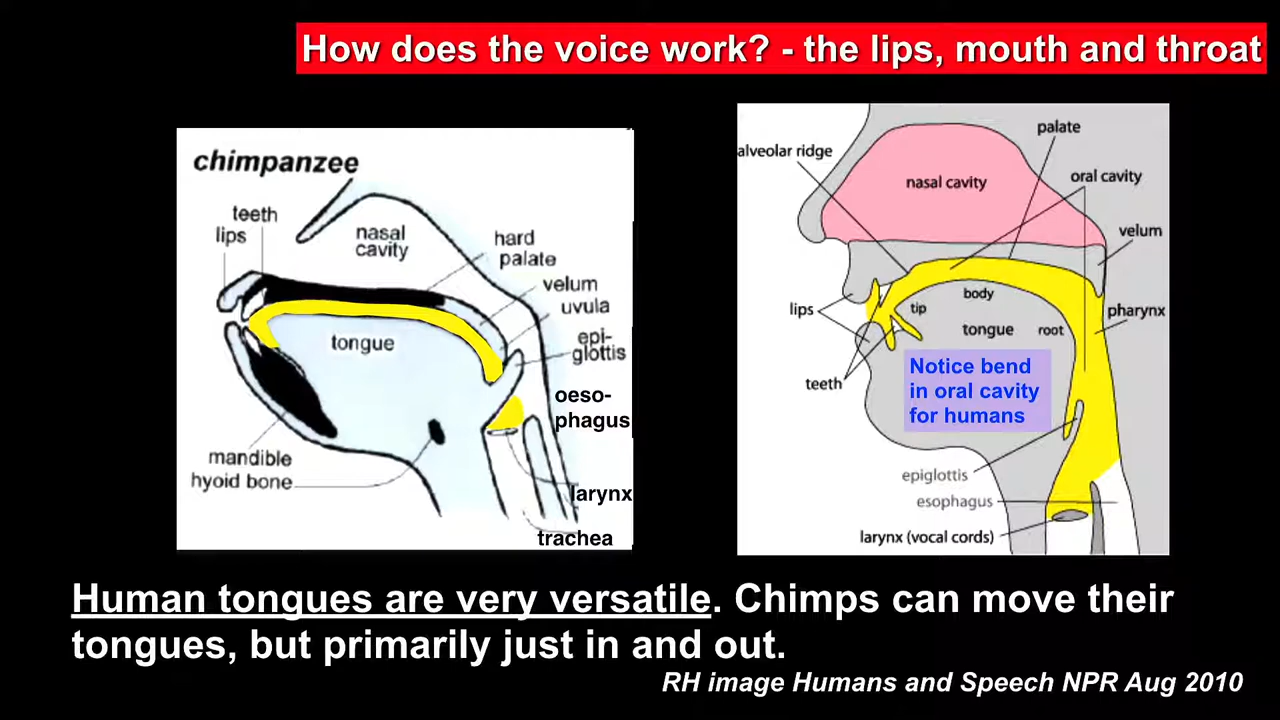 How does the voice work? - the lips, mouth and throat
chimpanzee
teeth
lips
nasal
cavity
hard
palate
velum
uvula
epi-
glottis
tongue
oeso-
phagus
mandible
hyoid bone
larynx
trachea
palate
alveolar ridge
oral cavity
nasal cavity
velum
body
tip
lips
pharynx
tongue
root
teeth
Notice bend
in oral cavity
for humans
epiglottis
esophagus
larynx (vocal cords)
Human tongues are very versatile. Chimps can move their
tongues, but primarily just in and out.
RH image Humans and Speech NPR Aug 2010